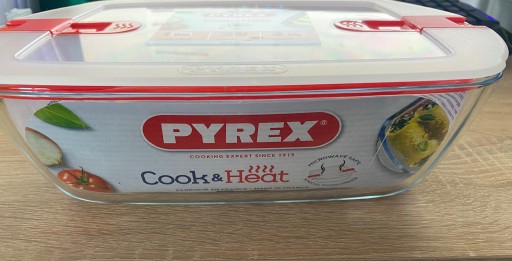 PYREX®
COOKING EXPERT SINCE 1915
Cook & Heat
MICROWAVE SAFE